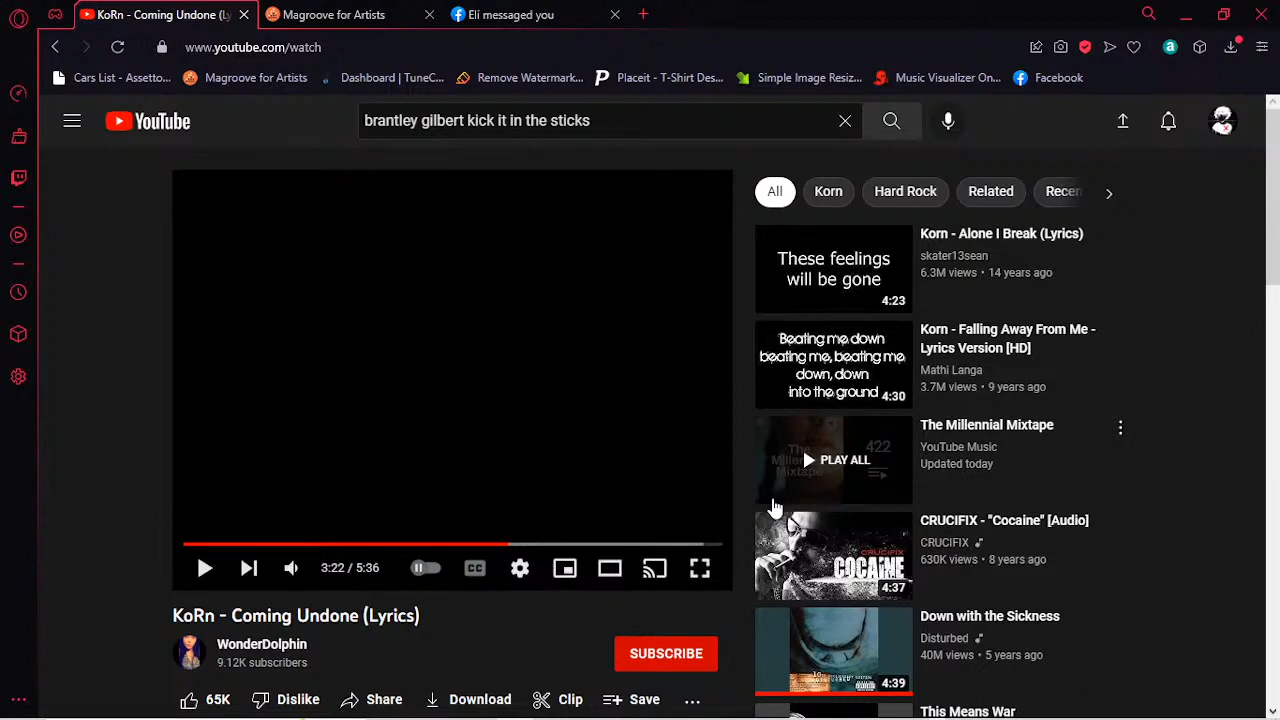 KoRn - Coming Undone (Ly
Magroove for Artists
Eli messaged you
www.youtube.com/watch
Cars List - Assetto...
Magroove for Artists
Dashboard | TuneC...
Remove Watermark...
Placeit - T-Shirt Des...
Simple Image Resiz...
Music Visualizer On...
Facebook
YouTube
brantley gilbert kick it in the sticks
All
Korn
Hard Rock
Related
Recen
These feelings
will be gone
4:23
Korn - Alone I Break (Lyrics)
skater13sean
6.3M views • 14 years ago
Beating me down
beating me, beating me
down, down
into the ground
4:30
Korn - Falling Away From Me -
Lyrics Version [HD]
Mathi Langa
3.7M views • 9 years ago
The
Millennial
Mixtape
422
PLAY ALL
The Millennial Mixtape
YouTube Music
Updated today
CRUCIFIX
COCAINE
4:37
CRUCIFIX - "Cocaine" [Audio]
CRUCIFIX
630K views • 8 years ago
4:39
Down with the Sickness
Disturbed
40M views • 5 years ago
This Means War
3:22 / 5:36
CC
KoRn - Coming Undone (Lyrics)
WonderDolphin
9.12K subscribers
SUBSCRIBE
65K
Dislike
Share
Download
Clip
Save